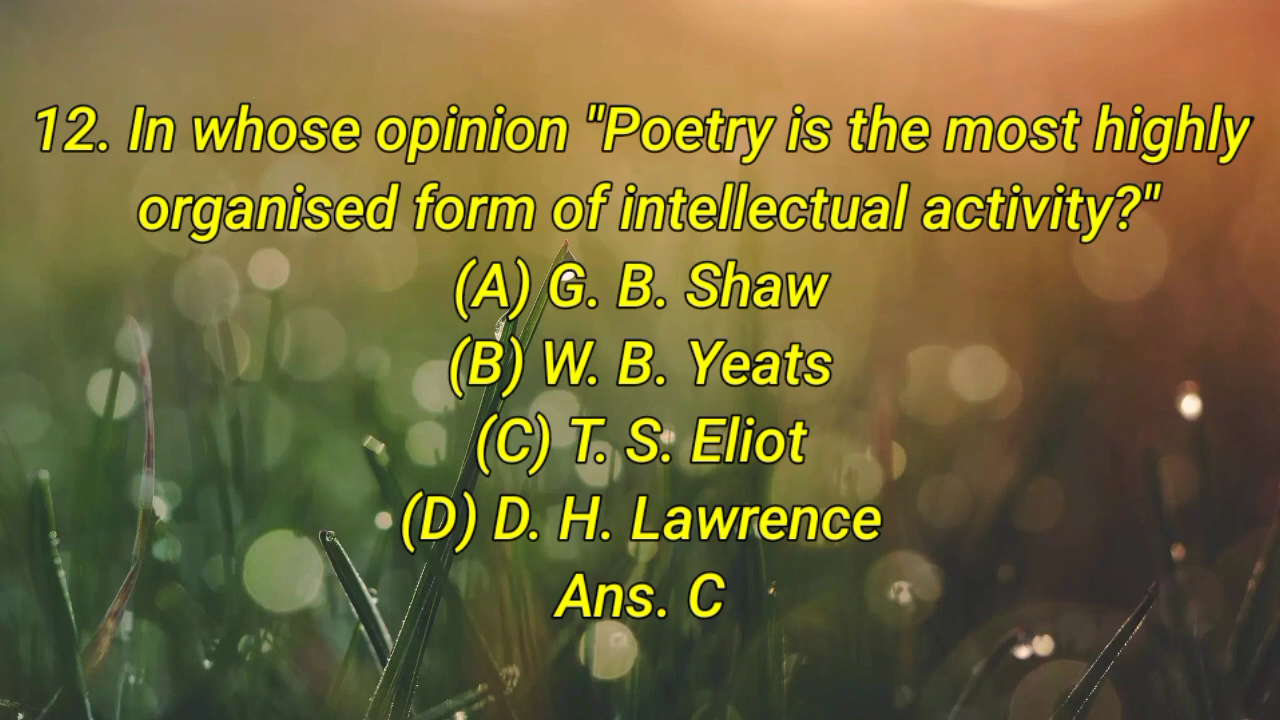 12. In whose opinion "Poetry is the most highly
organised form of intellectual activity?"
(A) G. B. Shaw
(B) W. B. Yeats
(C) T. S. Eliot
(D) D. H. Lawrence
Ans. C